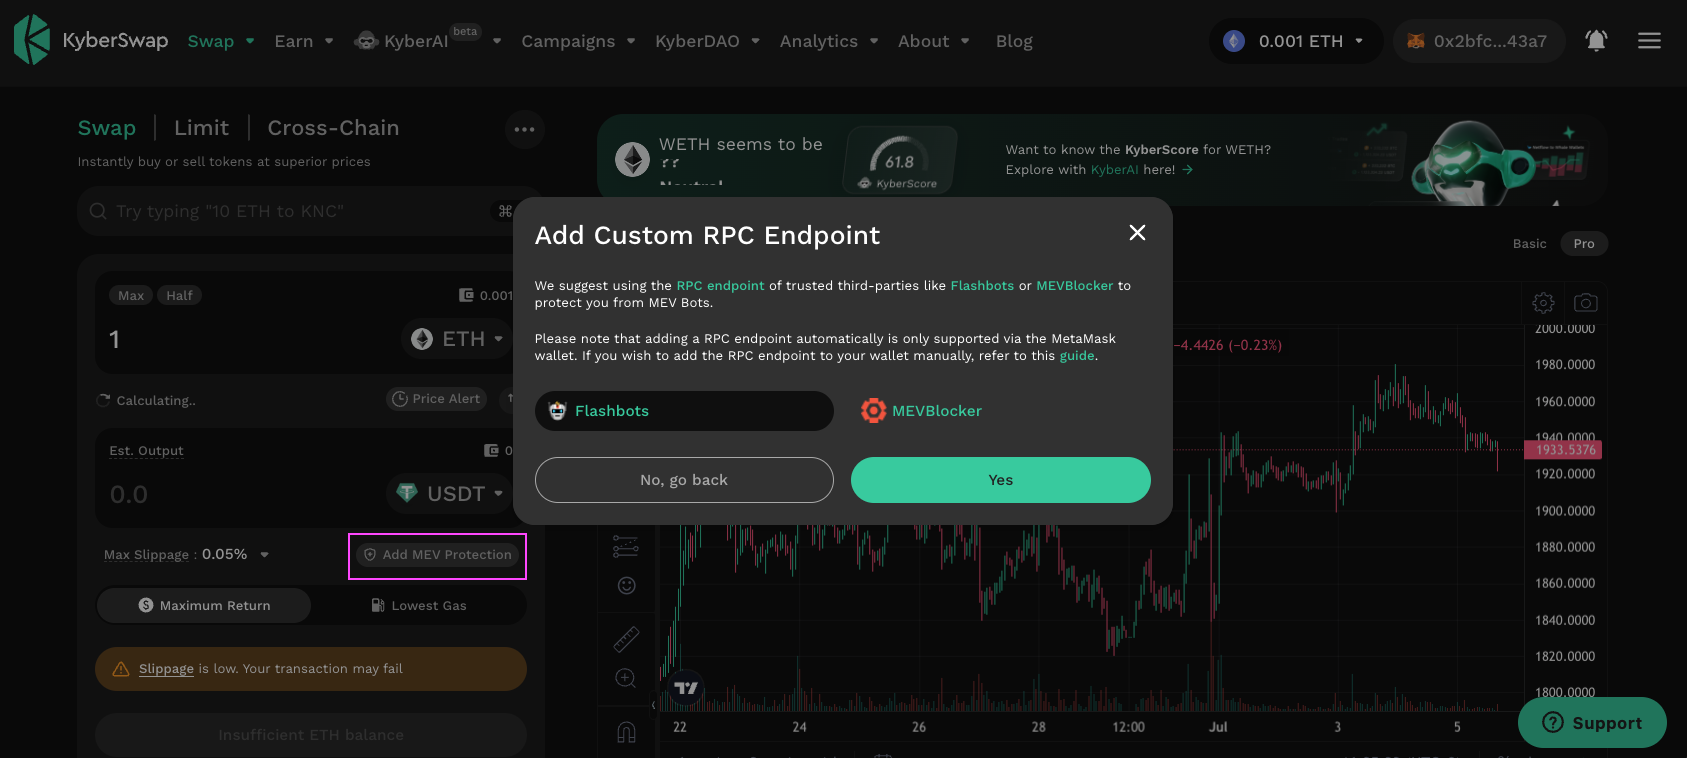 KyberSwap
Swap
Earn
KyberAI beta
Campaigns
KyberDAO
Analytics
About
Blog
0.001 ETH
0x2bfc...43a7
Swap | Limit | Cross-Chain
Instantly buy or sell tokens at superior prices
Try typing "10 ETH to KNC"
⌘
WETH seems to be
Neutral
61.8
KyberScore
Want to know the KyberScore for WETH?
Explore with KyberAI here! →
Basic
Pro
Add Custom RPC Endpoint
We suggest using the RPC endpoint of trusted third-parties like Flashbots or MEVBlocker to
protect you from MEV Bots.
Please note that adding a RPC endpoint automatically is only supported via the MetaMask
wallet. If you wish to add the RPC endpoint to your wallet manually, refer to this guide.
Flashbots
MEVBlocker
No, go back
Yes
Max
Half
0.001
1
ETH
Calculating..
Price Alert
Est. Output
0
0.0
USDT
Max Slippage : 0.05%
Add MEV Protection
Maximum Return
Lowest Gas
Slippage is low. Your transaction may fail
Insufficient ETH balance
−4.4426 (−0.23%)
2000.0000
1980.0000
1960.0000
1940.0000
1933.5376
1920.0000
1900.0000
1880.0000
1860.0000
1840.0000
1820.0000
1800.0000
22
24
26
28
12:00
Jul
3
5
Support